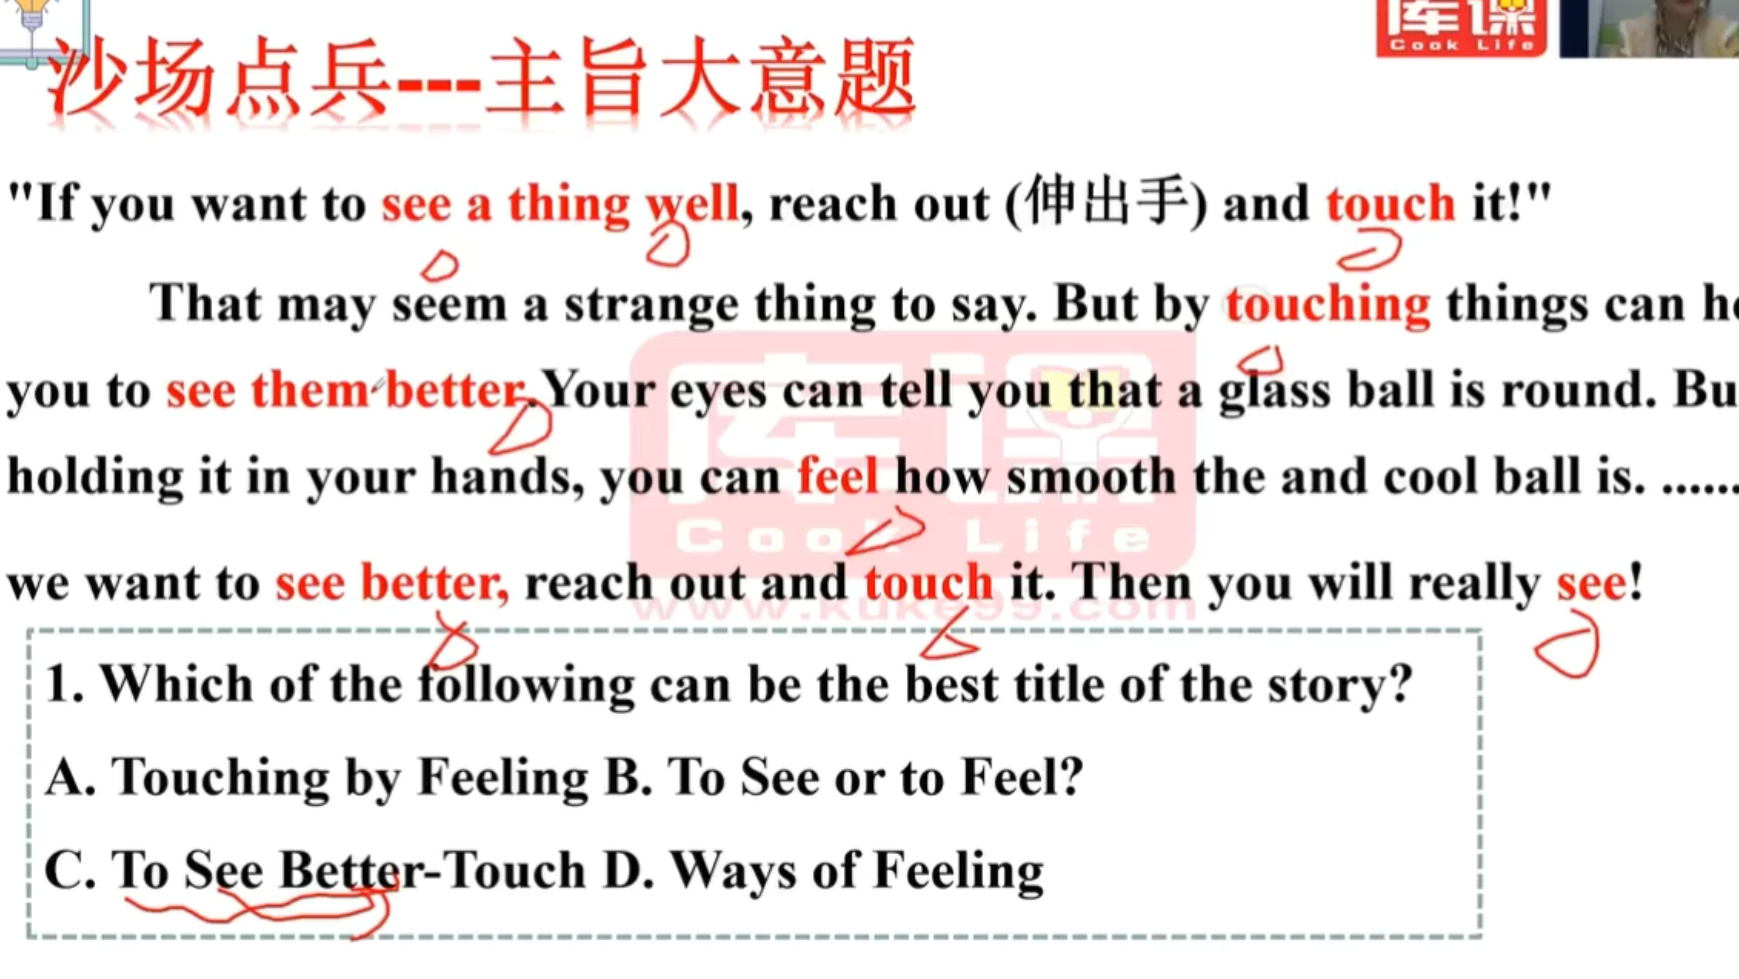 库课
Cook Life
沙场点兵---主旨大意题
"If you want to see a thing well, reach out (伸出手) and touch it!"
That may seem a strange thing to say. But by touching things can
you to see them better. Your eyes can tell you that a glass ball is round.
holding it in your hands, you can feel how smooth the and cool ball is. ......
we want to see better, reach out and touch it. Then you will really see!
库课
Cook Life
www.kuke99.com
1. Which of the following can be the best title of the story?
A. Touching by Feeling B. To See or to Feel?
C. To See Better-Touch D. Ways of Feeling